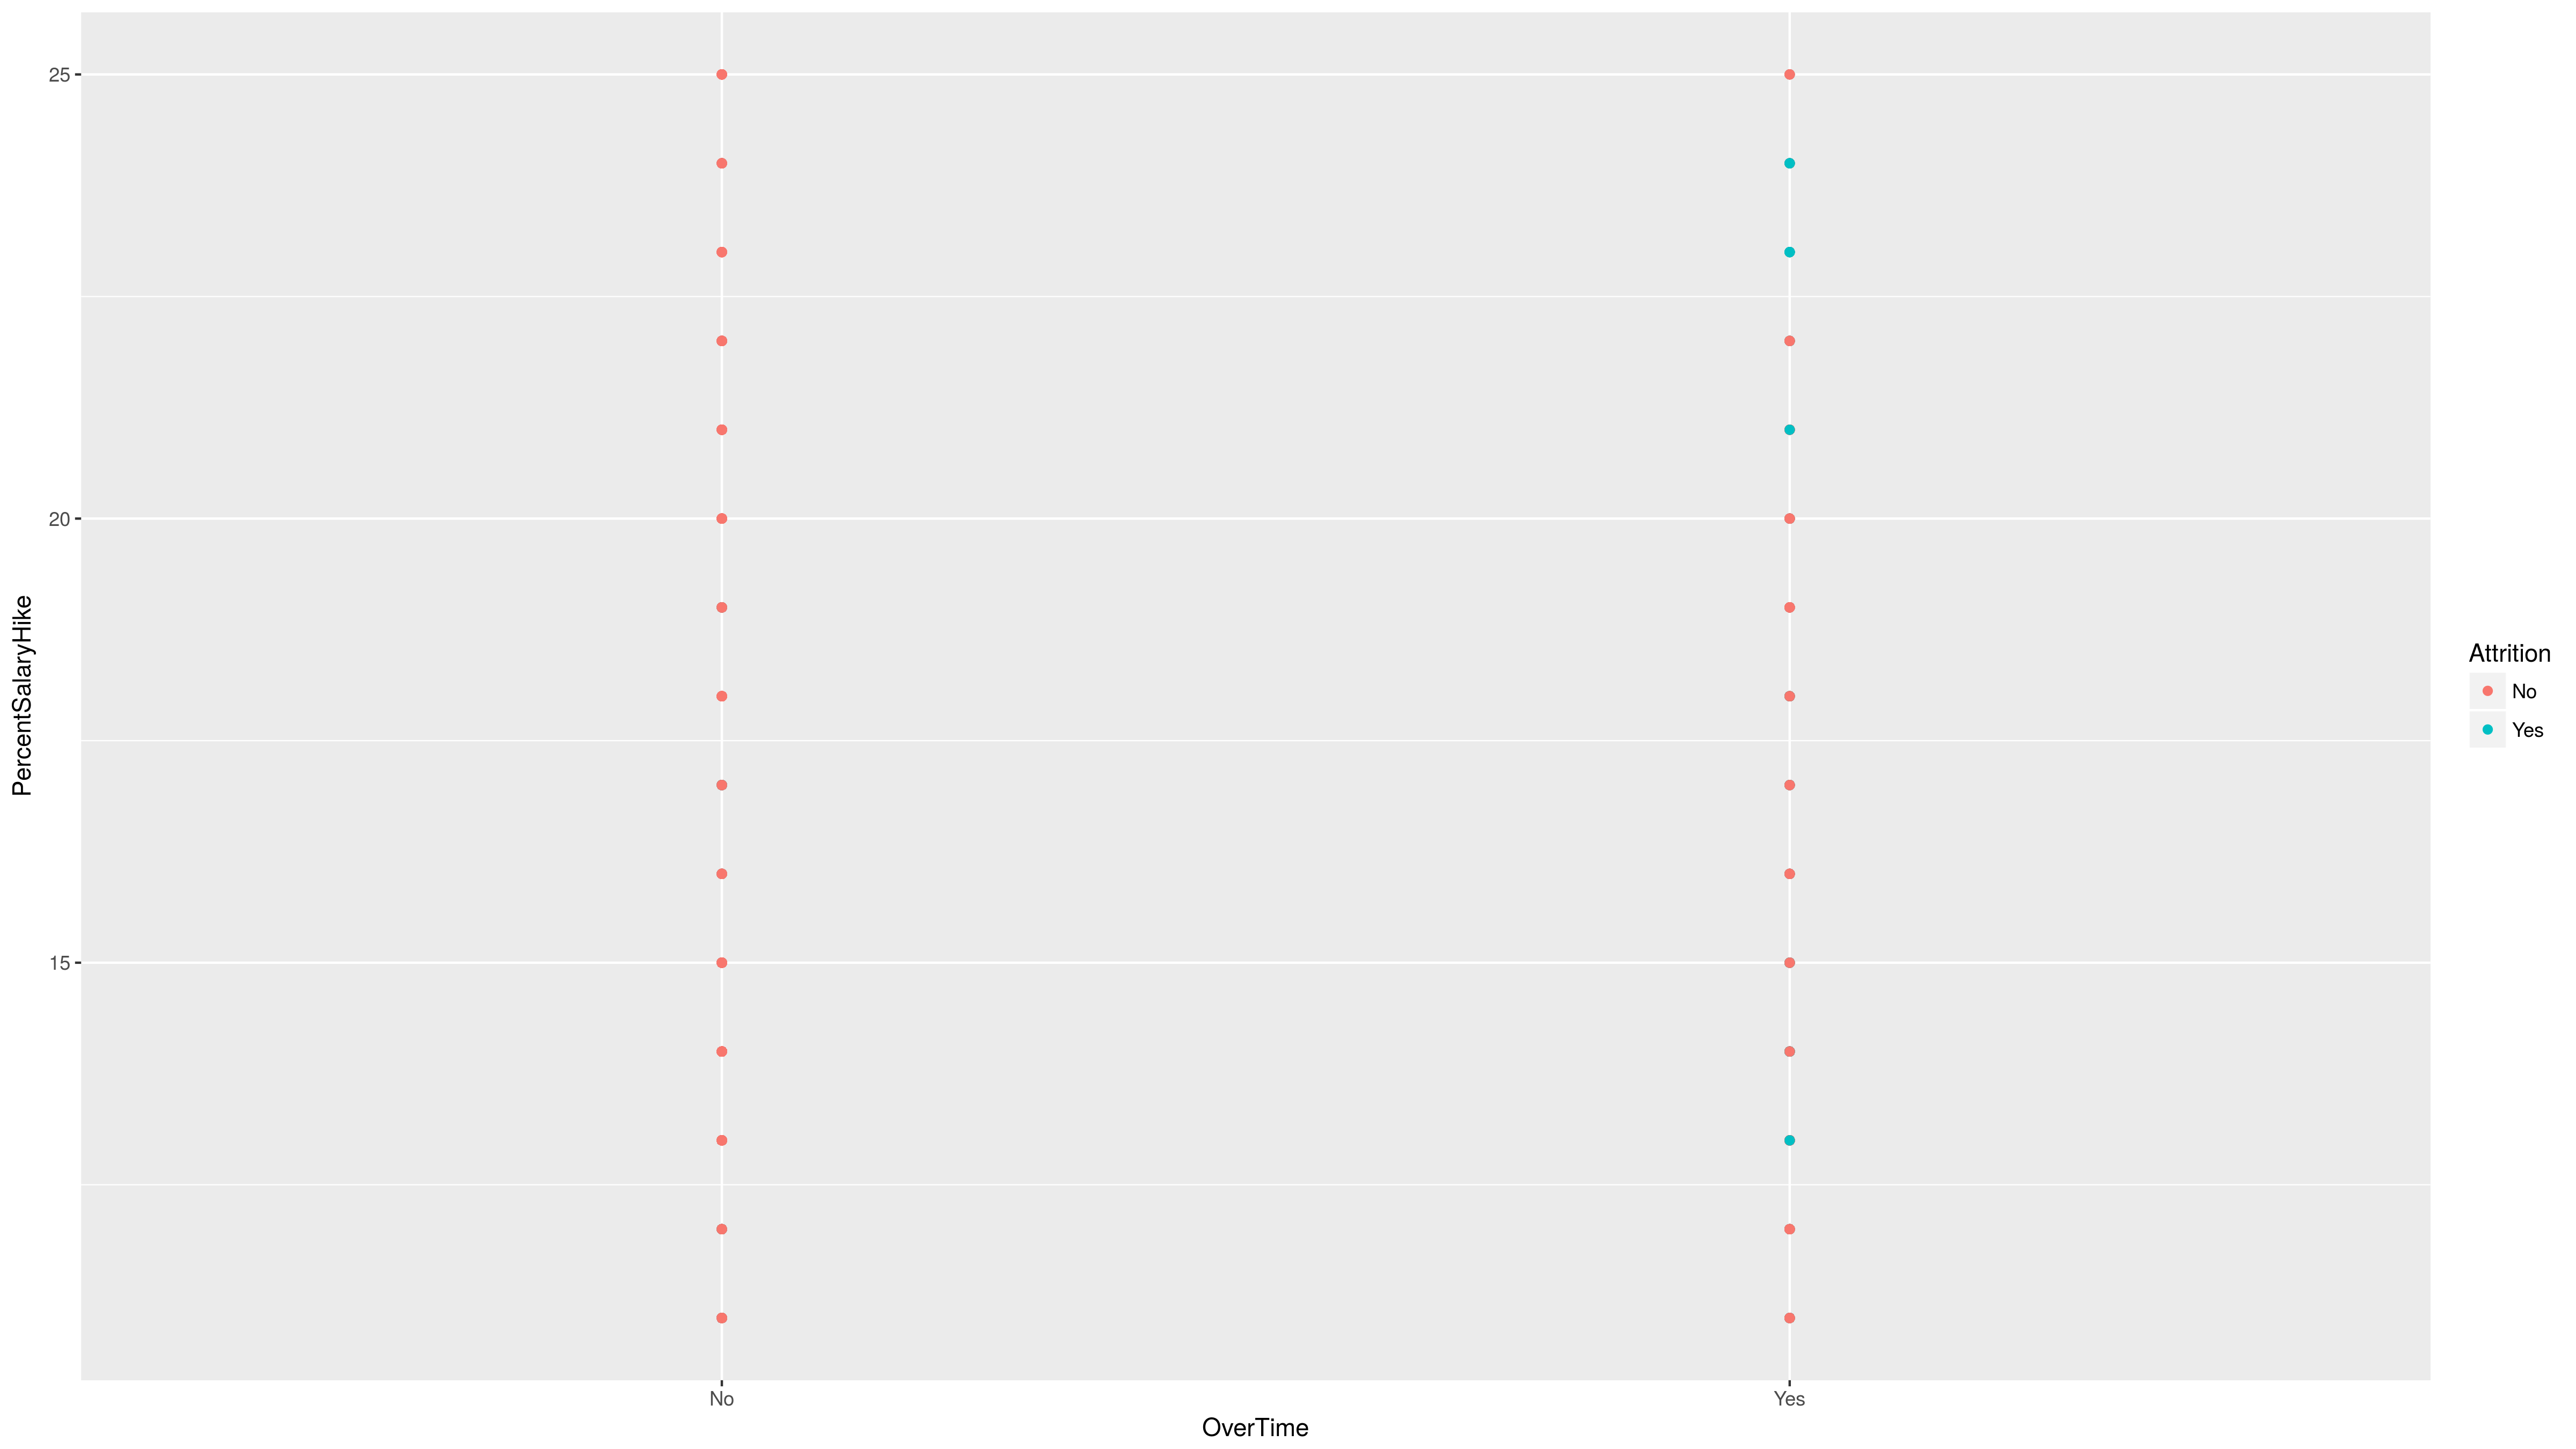 25
20
15
PercentSalaryHike
No
Yes
OverTime
Attrition
No
Yes